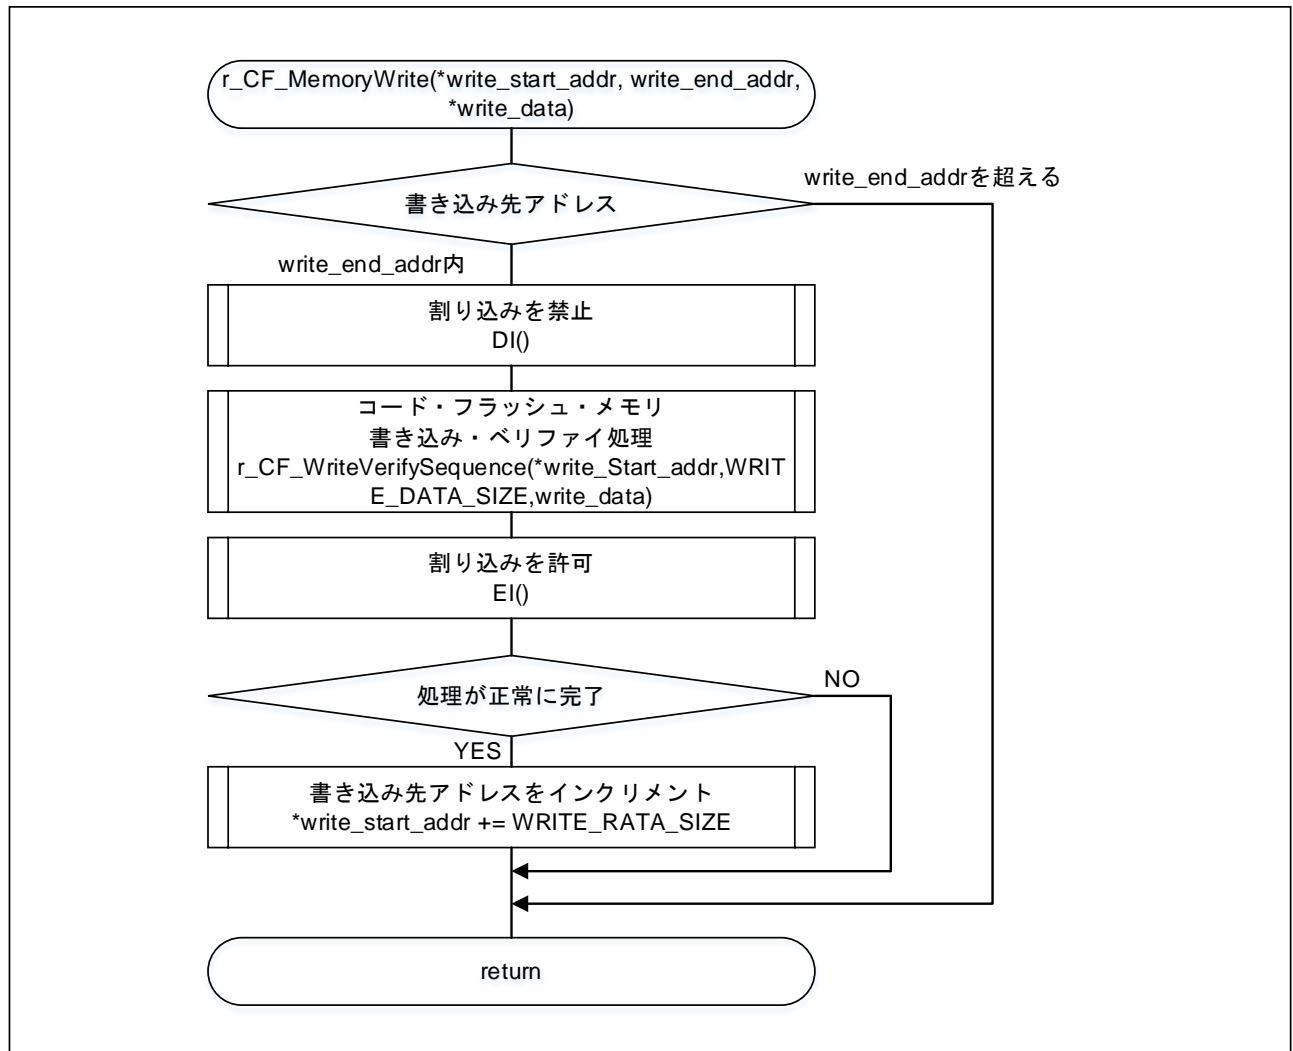 r_CF_MemoryWrite(*write_start_addr, write_end_addr,
*write_data)
書き込み先アドレス
write_end_addrを超える
write_end_addr内
割り込みを禁止
DI()
コード・フラッシュ・メモリ
書き込み・ベリファイ処理
r_CF_WriteVerifySequence(*write_Start_addr,WRIT
E_DATA_SIZE,write_data)
割り込みを許可
EI()
処理が正常に完了
NO
YES
書き込み先アドレスをインクリメント
*write_start_addr += WRITE_RATA_SIZE
return